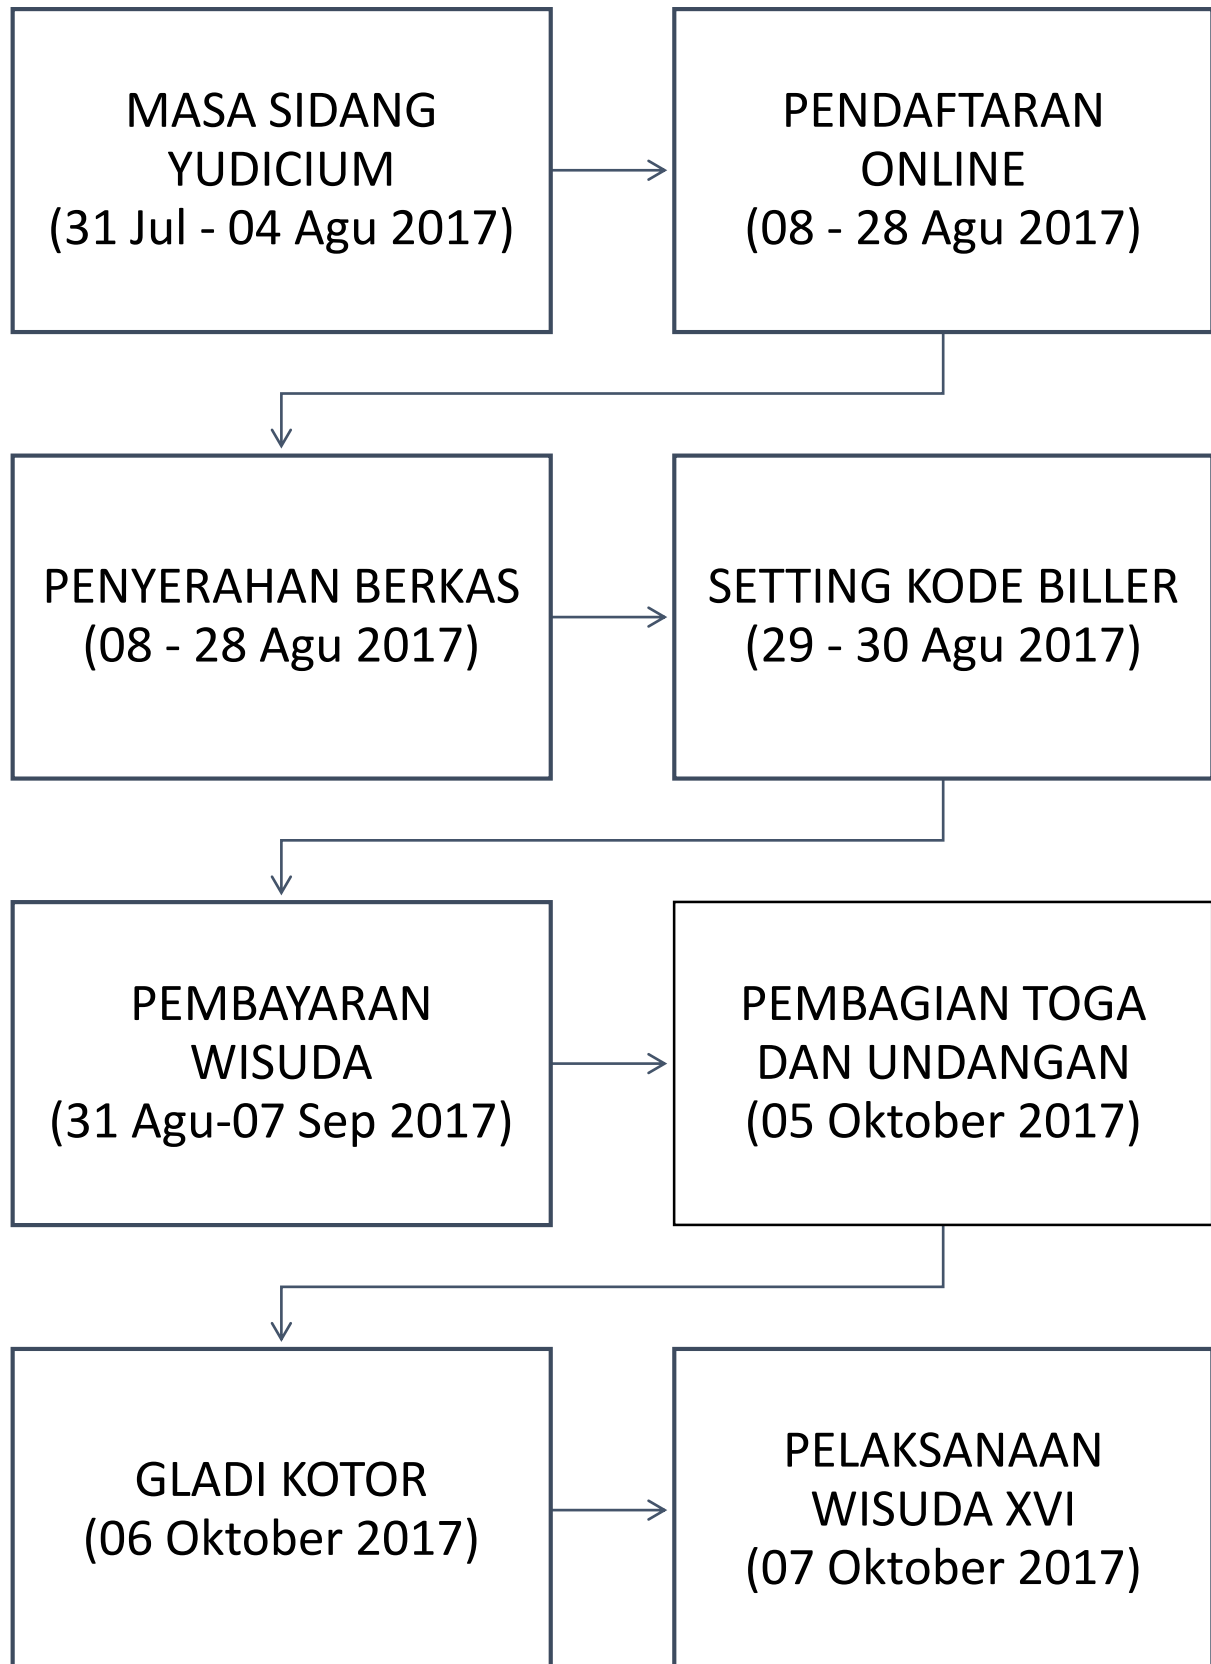 MASA SIDANG
YUDICIUM
(31 Jul - 04 Agu 2017)
PENDAFTARAN
ONLINE
(08 - 28 Agu 2017)
PENYERAHAN BERKAS
(08 - 28 Agu 2017)
SETTING KODE BILLER
(29 - 30 Agu 2017)
PEMBAYARAN
WISUDA
(31 Agu-07 Sep 2017)
PEMBAGIAN TOGA
DAN UNDANGAN
(05 Oktober 2017)
GLADI KOTOR
(06 Oktober 2017)
PELAKSANAAN
WISUDA XVI
(07 Oktober 2017)